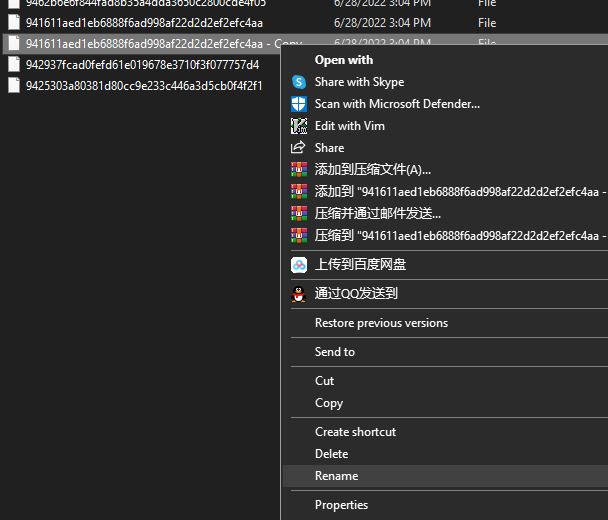 9462b6e6f844fad8b35a4dda3650c2800cde4f05 6/28/2022 3:04 PM File
941611aed1eb6888f6ad998af22d2d2ef2efc4aa 6/28/2022 3:04 PM File
941611aed1eb6888f6ad998af22d2d2ef2efc4aa - Copy 6/28/2022 3:04 PM File
942937fcad0fefd61e019678e3710f3f077757d4
9425303a80381d80cc9e233c446a3d5cb0f4f2f1
Open with
Share with Skype
Scan with Microsoft Defender...
Edit with Vim
Share
添加到压缩文件(A)...
添加到 "941611aed1eb6888f6ad998af22d2d2ef2efc4aa -
压缩并通过邮件发送...
压缩到 "941611aed1eb6888f6ad998af22d2d2ef2efc4aa -
上传到百度网盘
通过QQ发送到
Restore previous versions
Send to
Cut
Copy
Create shortcut
Delete
Rename
Properties